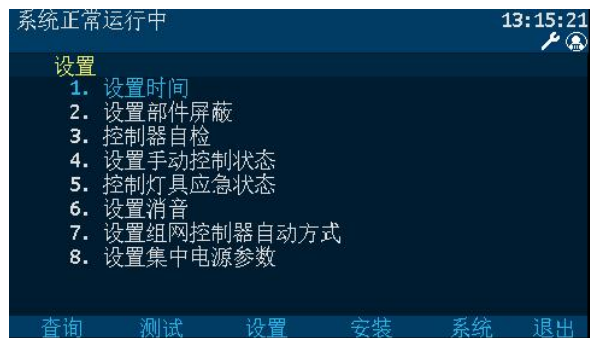 系统正常运行中 13:15:21
设置
1. 设置时间
2. 设置部件屏蔽
3. 控制器自检
4. 设置手动控制状态
5. 控制灯具应急状态
6. 设置消音
7. 设置组网控制器自动方式
8. 设置集中电源参数
查询 测试 设置 安装 系统 退出